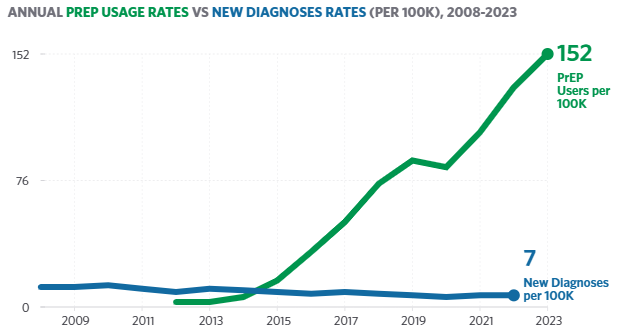 ANNUAL PREP USAGE RATES VS NEW DIAGNOSES RATES (PER 100K), 2008-2023
152
152
PrEP
Users per
100K
76
7
New Diagnoses
per 100K
0
2009 2011 2013 2015 2017 2019 2021 2023